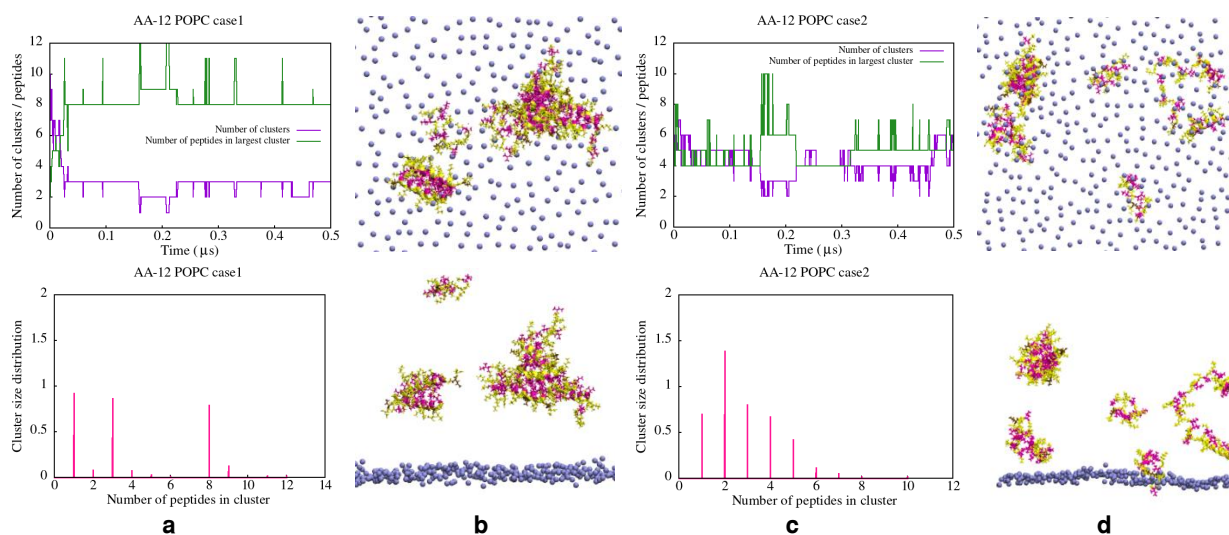 AA-12 POPC case1
Number of clusters / peptides
12
10
8
6
4
2
0
Number of clusters
Number of peptides in largest cluster
0 0.1 0.2 0.3 0.4 0.5
Time (μs)
AA-12 POPC case1
Cluster size distribution
2
1.5
1
0.5
0
0 2 4 6 8 10 12 14
Number of peptides in cluster
a
b
AA-12 POPC case2
Number of clusters / peptides
12
10
8
6
4
2
0
Number of clusters
Number of peptides in largest cluster
0 0.1 0.2 0.3 0.4 0.5
Time (μs)
AA-12 POPC case2
Cluster size distribution
2
1.5
1
0.5
0
0 2 4 6 8 10 12
Number of peptides in cluster
c
d